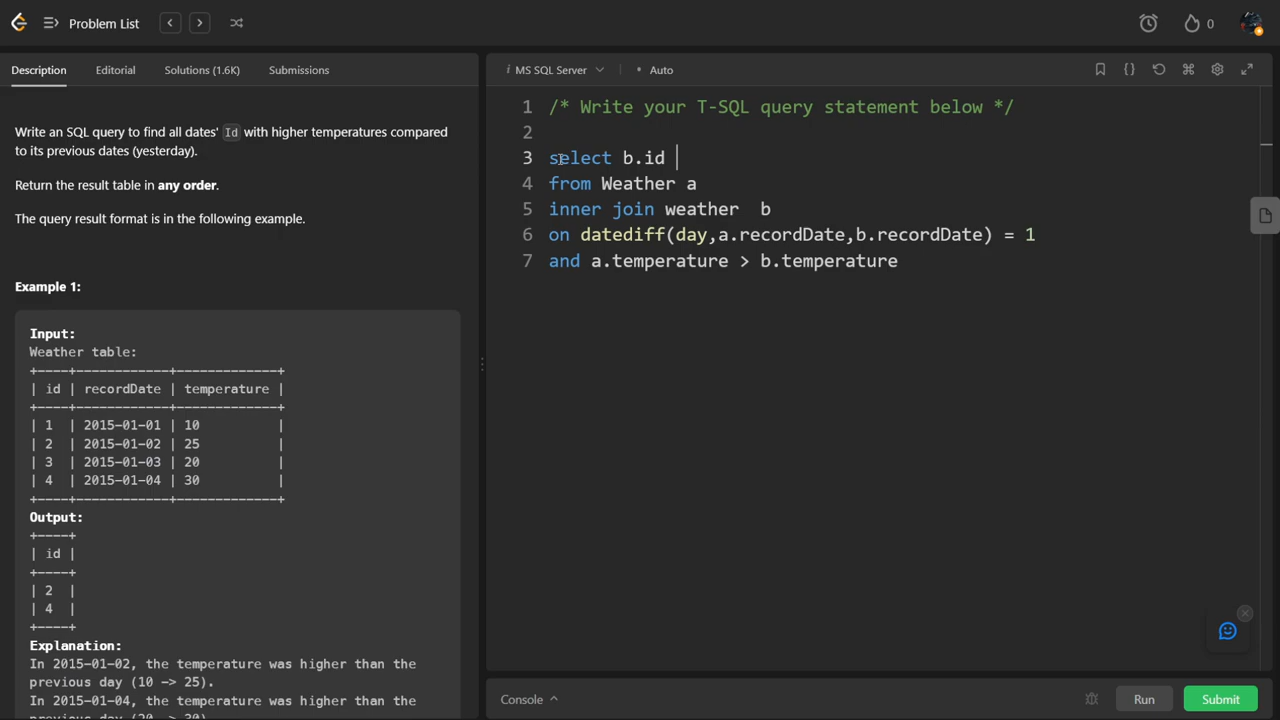 Problem List
0
Description
Editorial
Solutions (1.6K)
Submissions
Write an SQL query to find all dates' Id with higher temperatures compared
to its previous dates (yesterday).
Return the result table in any order.
The query result format is in the following example.
Example 1:
Input:
Weather table:
+----+------------+-------------+
| id | recordDate | temperature |
+----+------------+-------------+
| 1 | 2015-01-01 | 10 |
| 2 | 2015-01-02 | 25 |
| 3 | 2015-01-03 | 20 |
| 4 | 2015-01-04 | 30 |
+----+------------+-------------+
Output:
+----+
| id |
+----+
| 2 |
| 4 |
+----+
Explanation:
In 2015-01-02, the temperature was higher than the
previous day (10 -> 25).
In 2015-01-04, the temperature was higher than the
previous day (20 -> 30)
i MS SQL Server
• Auto
{}
1 /* Write your T-SQL query statement below */
2
3 select b.id
4 from Weather a
5 inner join weather  b
6 on datediff(day,a.recordDate,b.recordDate) = 1
7 and a.temperature > b.temperature
Console
Run
Submit